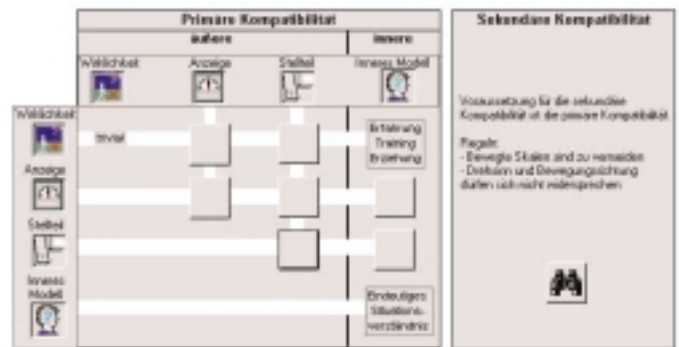 Primäre Kompatibilität
äußere
innere
Wirklichkeit
Anzeige
Stellteil
Inneres Modell
Wirklichkeit
trivial
Erfahrung
Training
Erziehung
Anzeige
Stellteil
Inneres
Modell
Eindeutiges
Situations-
verständnis
Sekundäre Kompatibilität
Voraussetzung für die sekundäre
Kompatibilität ist die primäre Kompatibilität
Regeln:
- Bewegte Skalen sind zu vermeiden
- Drehsinn und Bewegungsrichtung
dürfen sich nicht widersprechen